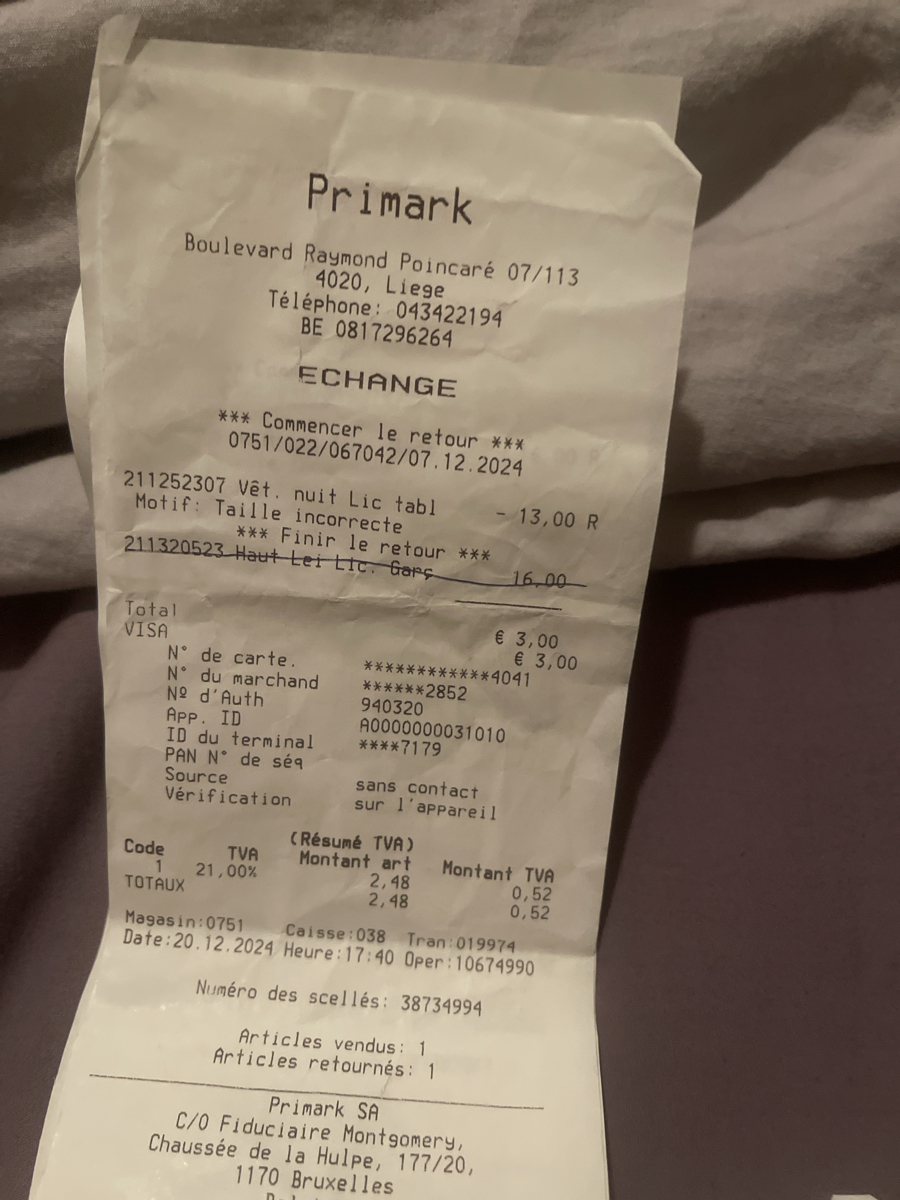 Primark
Boulevard Raymond Poincaré 07/113
4020, Liege
Téléphone: 043422194
BE 0817296264
ECHANGE
*** Commencer le retour ***
0751/022/067042/07.12.2024
211252307 Vêt. nuit Lic tabl - 13,00 R
Motif: Taille incorrecte
*** Finir le retour ***
211320523 Haut Lei Lic. Garç 16,00
Total € 3,00
VISA € 3,00
N° de carte. ************4041
N° du marchand ******2852
Nº d'Auth 940320
App. ID A0000000031010
ID du terminal ****7179
PAN N° de séq
Source sans contact
Vérification sur l'appareil
(Résumé TVA)
Code TVA Montant art Montant TVA
1 21,00% 2,48 0,52
TOTAUX 2,48 0,52
Magasin:0751 Caisse:038 Tran:019974
Date:20.12.2024 Heure:17:40 Oper:10674990
Numéro des scellés: 38734994
Articles vendus: 1
Articles retournés: 1
Primark SA
C/O Fiduciaire Montgomery,
Chaussée de la Hulpe, 177/20,
1170 Bruxelles